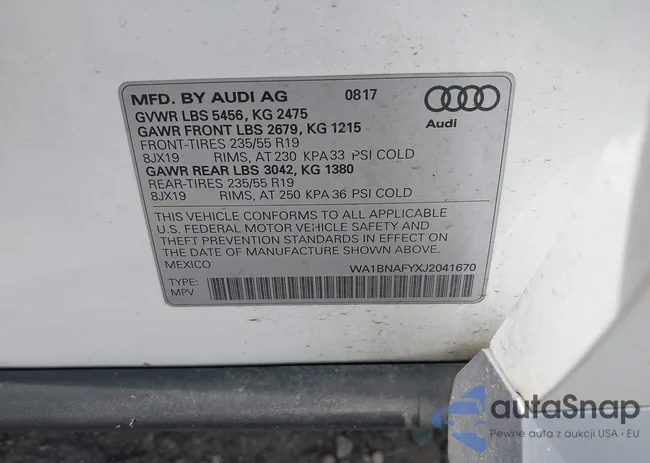 MFD. BY AUDI AG 0817
GVWR LBS 5456, KG 2475
GAWR FRONT LBS 2679, KG 1215
FRONT-TIRES 235/55 R19
8JX19 RIMS, AT 230 KPA 33 PSI COLD
GAWR REAR LBS 3042, KG 1380
REAR-TIRES 235/55 R19
8JX19 RIMS, AT 250 KPA 36 PSI COLD
Audi
THIS VEHICLE CONFORMS TO ALL APPLICABLE
U.S. FEDERAL MOTOR VEHICLE SAFETY AND
THEFT PREVENTION STANDARDS IN EFFECT ON
THE DATE OF MANUFACTURE SHOWN ABOVE.
MEXICO WA1BNAFYXJ2041670
TYPE:
MPV
autaSnap
Pewne auta z aukcji USA i EU